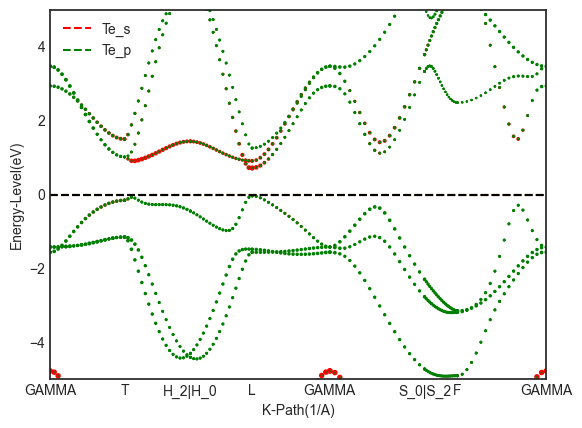 Te_s
Te_p
4
2
0
−2
−4
Energy-Level(eV)
GAMMA T H_2|H_0 L GAMMA S_0|S_2 F GAMMA
K-Path(1/A)